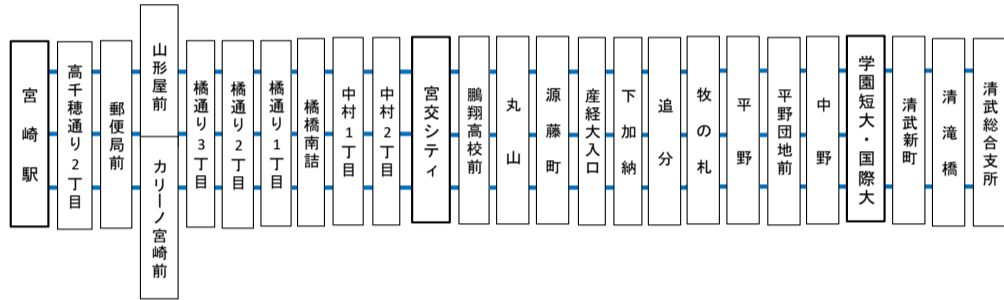 宮崎駅
高千穂通り2丁目
郵便局前
山形屋前
カリーノ宮崎前
橘通り3丁目
橘通り2丁目
橘通り1丁目
橘橋南詰
中村1丁目
中村2丁目
宮交シティ
鵬翔高校前
丸山
源藤町
産経大入口
下加納
追分
牧の札
平野
平野団地前
中野
学園短大・国際大
清武新町
清滝橋
清武総合支所